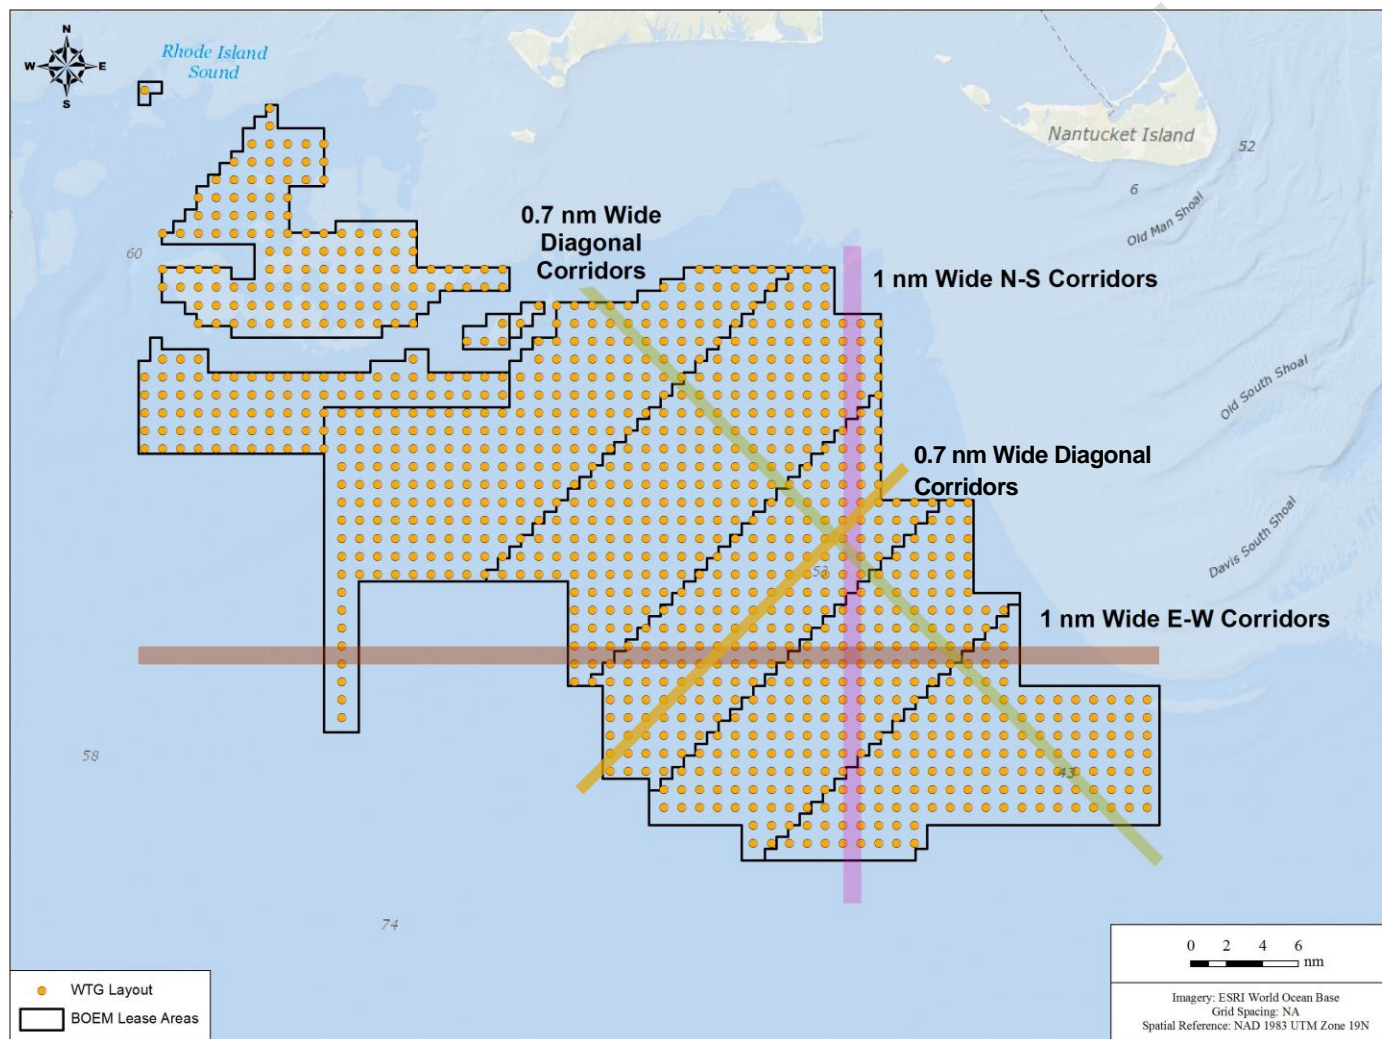 N
W E
S
Rhode Island
Sound
Nantucket Island
52
6
Old Man Shoal
60
0.7 nm Wide
Diagonal
Corridors
1 nm Wide N-S Corridors
Old South Shoal
0.7 nm Wide Diagonal
Corridors
Davis South Shoal
53
1 nm Wide E-W Corridors
58
43
74
WTG Layout
BOEM Lease Areas
0 2 4 6
nm
Imagery: ESRI World Ocean Base
Grid Spacing: NA
Spatial Reference: NAD 1983 UTM Zone 19N